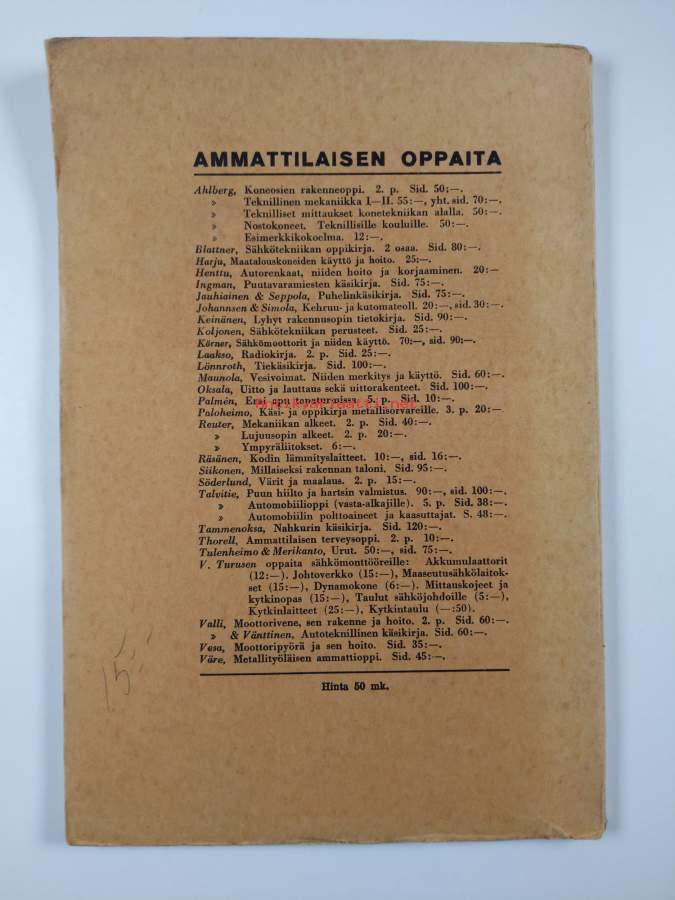 AMMATTILAISEN OPPAITA
Ahlberg, Koneosien rakenneoppi. 2. p. Sid. 50:—.
» Teknillinen mekaniikka I—II. 55:—, yht. sid. 70:—.
» Teknilliset mittaukset konetekniikan alalla. 50:—.
» Nostokoneet. Teknillisille kouluille. 50:—.
» Esimerkkikokoelma. 12:—.
Blattner, Sähkötekniikan oppikirja. 2 osaa. Sid. 80:—.
Harju, Maatalouskoneiden käyttö ja hoito. 25:—.
Henttu, Autorenkaat, niiden hoito ja korjaaminen. 20:—
Ingman, Puutavaramiesten käsikirja. Sid. 75:—.
Jauhiainen & Seppola, Puhelinkäsikirja. Sid. 75:—.
Johannsen & Simola, Kehruu- ja kutomateoll. 20:—, sid. 30:—.
Keinänen, Lyhyt rakennusopin tietokirja. Sid. 90:—.
Koljonen, Sähkötekniikan perusteet. Sid. 25:—.
Körner, Sähkömoottorit ja niiden käyttö. 70:—, sid. 90:—.
Laakso, Radiokirja. 2. p. Sid. 25:—.
Lönnroth, Tiekäsikirja. Sid. 100:—.
Maunola, Vesivoimat. Niiden merkitys ja käyttö. Sid. 60:—.
Oksala, Uitto ja lauttaus sekä uittorakenteet. Sid. 100:—.
Palmén, Ensi apu tapaturmissa. 5. p. Sid. 10:—.
Paloheimo, Käsi- ja oppikirja metallisorvareille. 3. p. 20:—
Reuter, Mekaniikan alkeet. 2. p. Sid. 40:—.
» Lujuusopin alkeet. 2. p. 20:—.
» Ympyräliitokset. 6:—.
Räsänen, Kodin lämmityslaitteet. 10:—, sid. 16:—.
Siikonen, Millaiseksi rakennan taloni. Sid. 95:—.
Söderlund, Värit ja maalaus. 2. p. 15:—.
Talvitie, Puun hiilto ja hartsin valmistus. 90:—, sid. 100:—.
» Automobiilioppi (vasta-alkajille). 5. p. Sid. 38:—.
» Automobiilin polttoaineet ja kaasuttajat. S. 48:—.
Tammenoksa, Nahkurin käsikirja. Sid. 120:—.
Thorell, Ammattilaisen terveysoppi. 2. p. 10:—.
Tulenheimo & Merikanto, Urut. 50:—, sid. 75:—.
V. Turusen oppaita sähkömonttööreille: Akkumulaattorit
(12:—). Johtoverkko (15:—), Maaseutusähkölaitok-
set (15:—), Dynamokone (6:—). Mittauskojeet ja
kytkinopas (15:—), Taulut sähköjohdoille (5:—),
Kytkinlaitteet (25:—), Kytkintaulu (—:50).
Valli, Moottorivene, sen rakenne ja hoito. 2. p. Sid. 60:—.
» & Vänttinen, Autoteknillinen käsikirja. Sid. 60:—.
Vesa, Moottoripyörä ja sen hoito. Sid. 35:—.
Väre, Metallityöläisen ammattioppi. Sid. 45:—.
Hinta 50 mk.